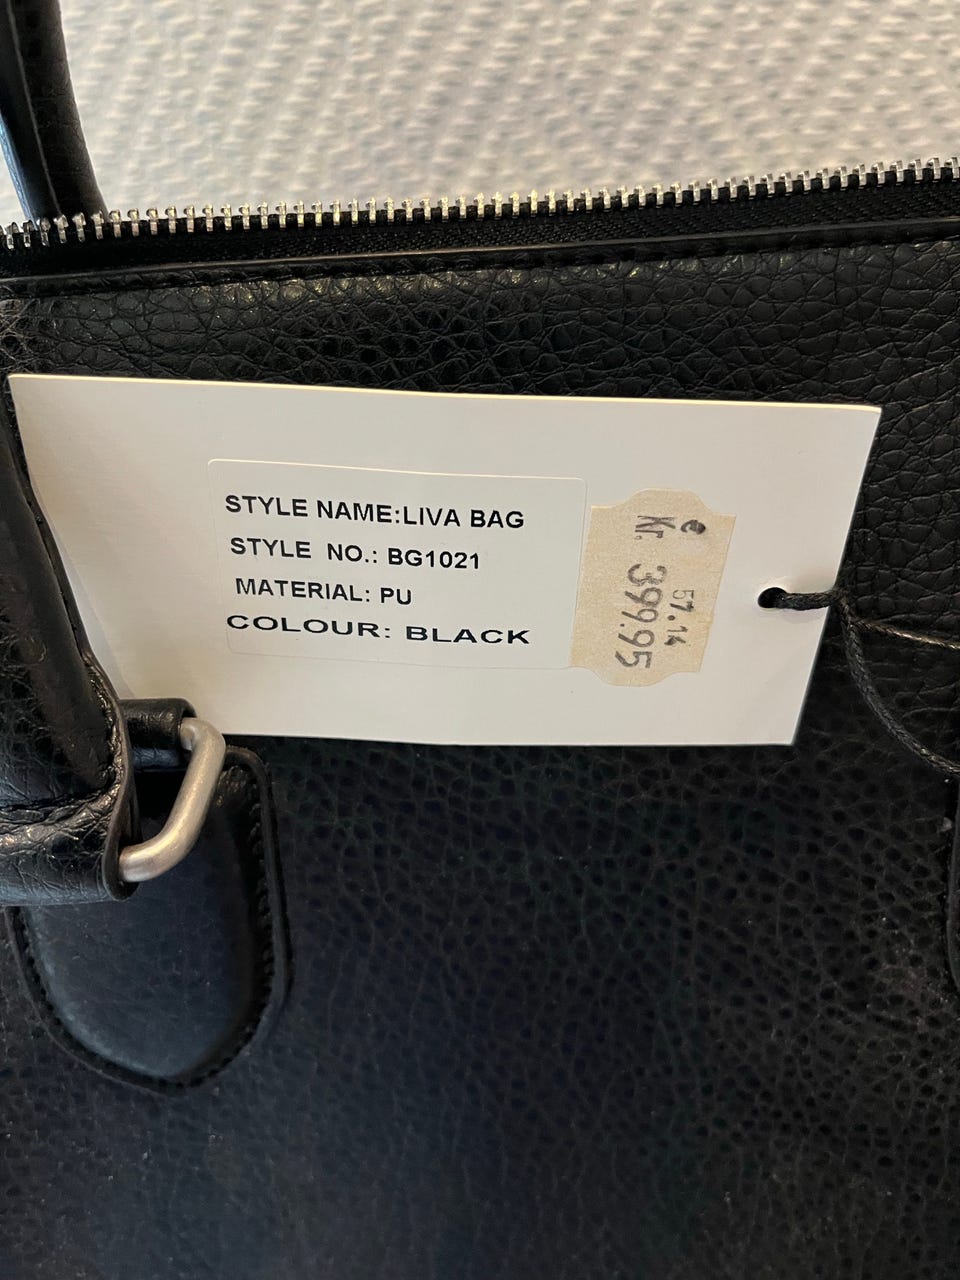 STYLE NAME:LIVA BAG
STYLE NO.: BG1021
MATERIAL: PU
COLOUR: BLACK
€ 57.14
Kr. 399.95